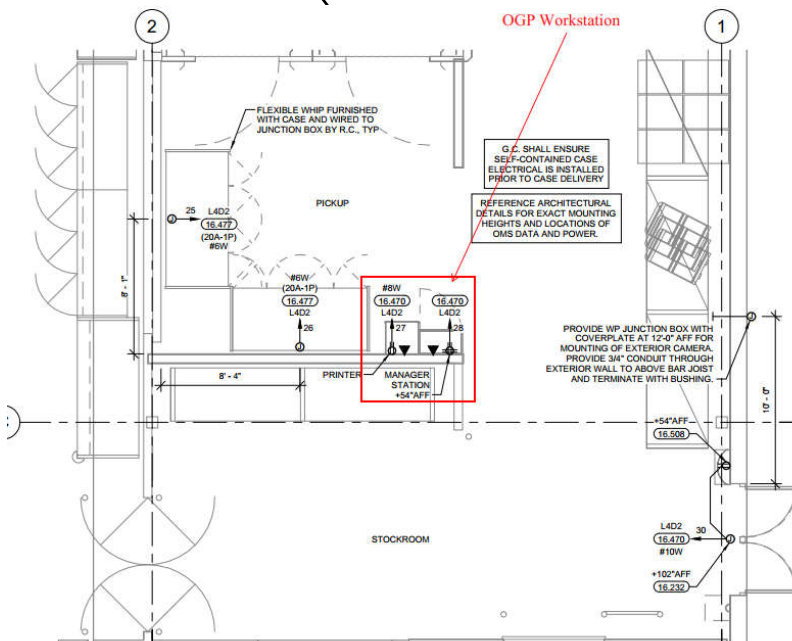 OGP Workstation
2
1
FLEXIBLE WHIP FURNISHED
WITH CASE AND WIRED TO
JUNCTION BOX BY R.C., TYP
G.C. SHALL ENSURE
SELF-CONTAINED CASE
ELECTRICAL IS INSTALLED
PRIOR TO CASE DELIVERY
PICKUP
REFERENCE ARCHITECTURAL
DETAILS FOR EXACT MOUNTING
HEIGHTS AND LOCATIONS OF
OMS DATA AND POWER.
25
L4D2
16.477
(20A-1P)
#6W
8' - 1"
#6W
(20A-1P)
16.477
L4D2
26
#8W
16.470
L4D2
27
16.470
L4D2
28
PRINTER
MANAGER
STATION
+54"AFF
8' - 4"
PROVIDE WP JUNCTION BOX WITH
COVERPLATE AT 12'-0" AFF FOR
MOUNTING OF EXTERIOR CAMERA.
PROVIDE 3/4" CONDUIT THROUGH
EXTERIOR WALL TO ABOVE BAR JOIST
AND TERMINATE WITH BUSHING.
10' - 0"
+54"AFF
16.508
STOCKROOM
L4D2
16.470
30
#10W
+102"AFF
16.232